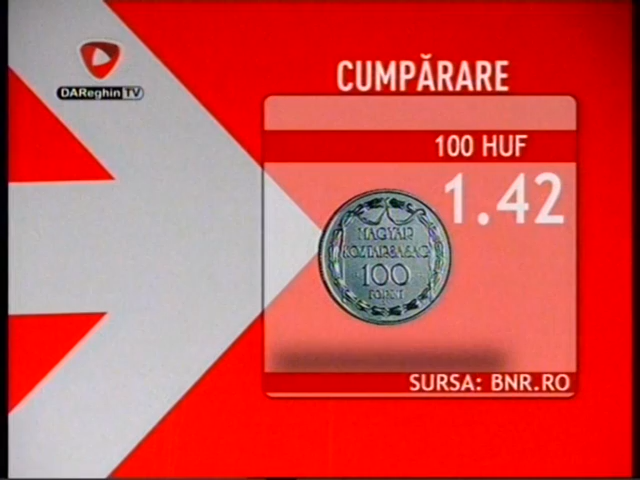 DAReghin TV
CUMPĂRARE
100 HUF
1.42
MAGYAR
KÖZTÁRSASÁG
100
FORINT
SURSA: BNR.RO